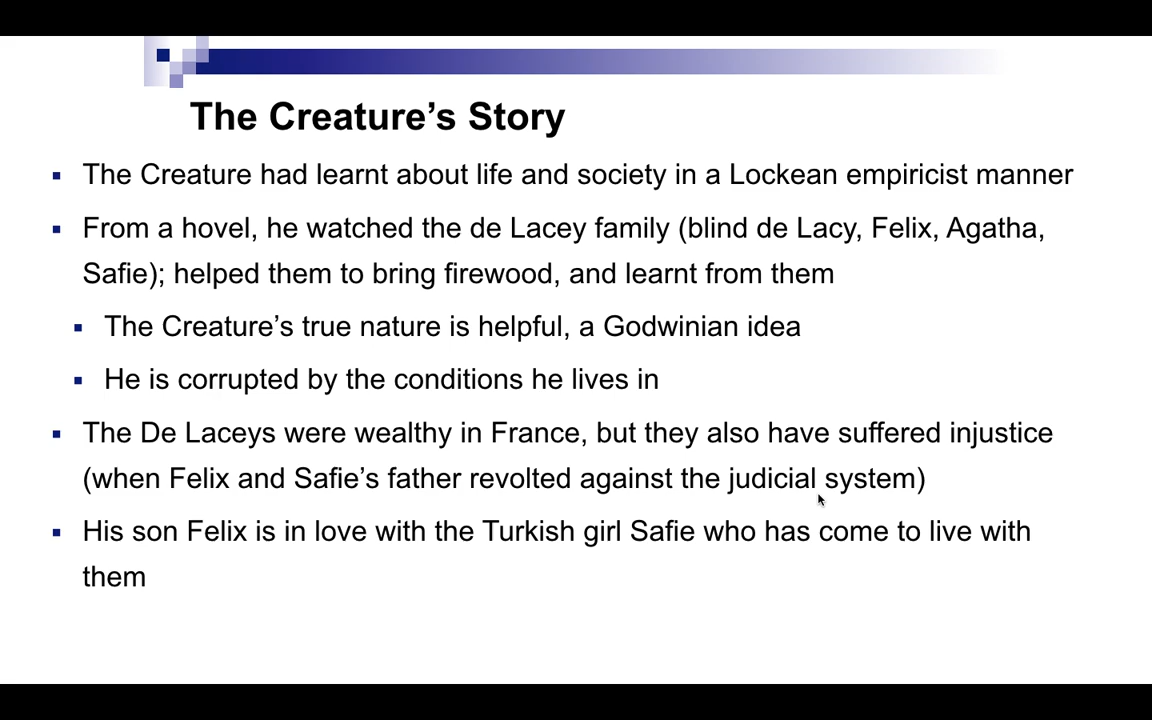 The Creature’s Story
▪ The Creature had learnt about life and society in a Lockean empiricist manner
▪ From a hovel, he watched the de Lacey family (blind de Lacy, Felix, Agatha,
Safie); helped them to bring firewood, and learnt from them
▪ The Creature’s true nature is helpful, a Godwinian idea
▪ He is corrupted by the conditions he lives in
▪ The De Laceys were wealthy in France, but they also have suffered injustice
(when Felix and Safie’s father revolted against the judicial system)
▪ His son Felix is in love with the Turkish girl Safie who has come to live with
them